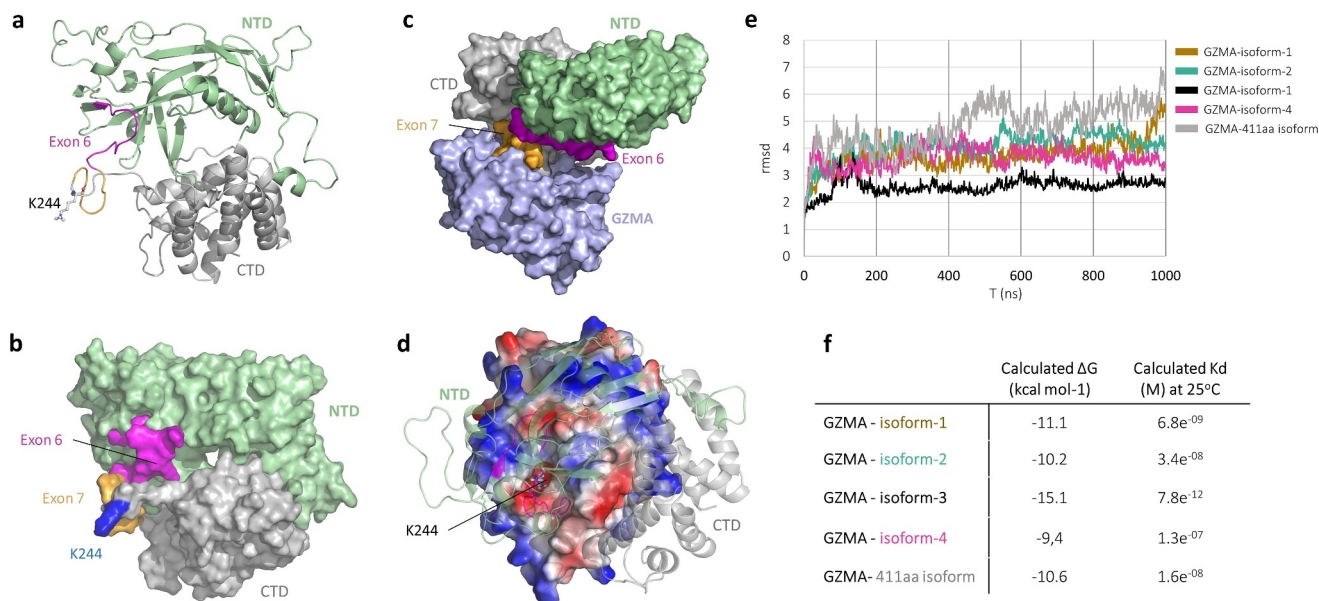 a
NTD
Exon 6
K244
CTD
b
NTD
Exon 6
Exon 7
K244
CTD
c
NTD
CTD
Exon 7
Exon 6
GZMA
d
NTD
K244
CTD
e
8
7
6
5
4
3
2
1
0
rmsd
0 200 400 600 800 1000
T (ns)
GZMA-isoform-1
GZMA-isoform-2
GZMA-isoform-1
GZMA-isoform-4
GZMA-411aa isoform
f
Calculated ΔG Calculated Kd
(kcal mol-1) (M) at 25°C
GZMA - isoform-1 -11.1 6.8e⁻⁰⁹
GZMA - isoform-2 -10.2 3.4e⁻⁰⁸
GZMA - isoform-3 -15.1 7.8e⁻¹²
GZMA - isoform-4 -9,4 1.3e⁻⁰⁷
GZMA- 411aa isoform -10.6 1.6e⁻⁰⁸